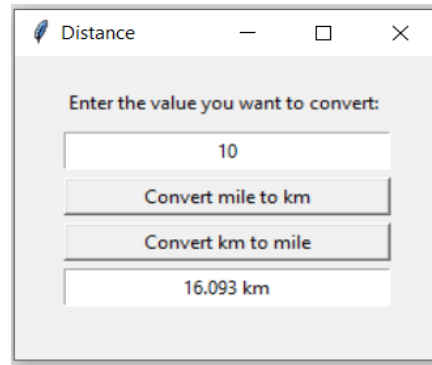 Distance
Enter the value you want to convert:
10
Convert mile to km
Convert km to mile
16.093 km